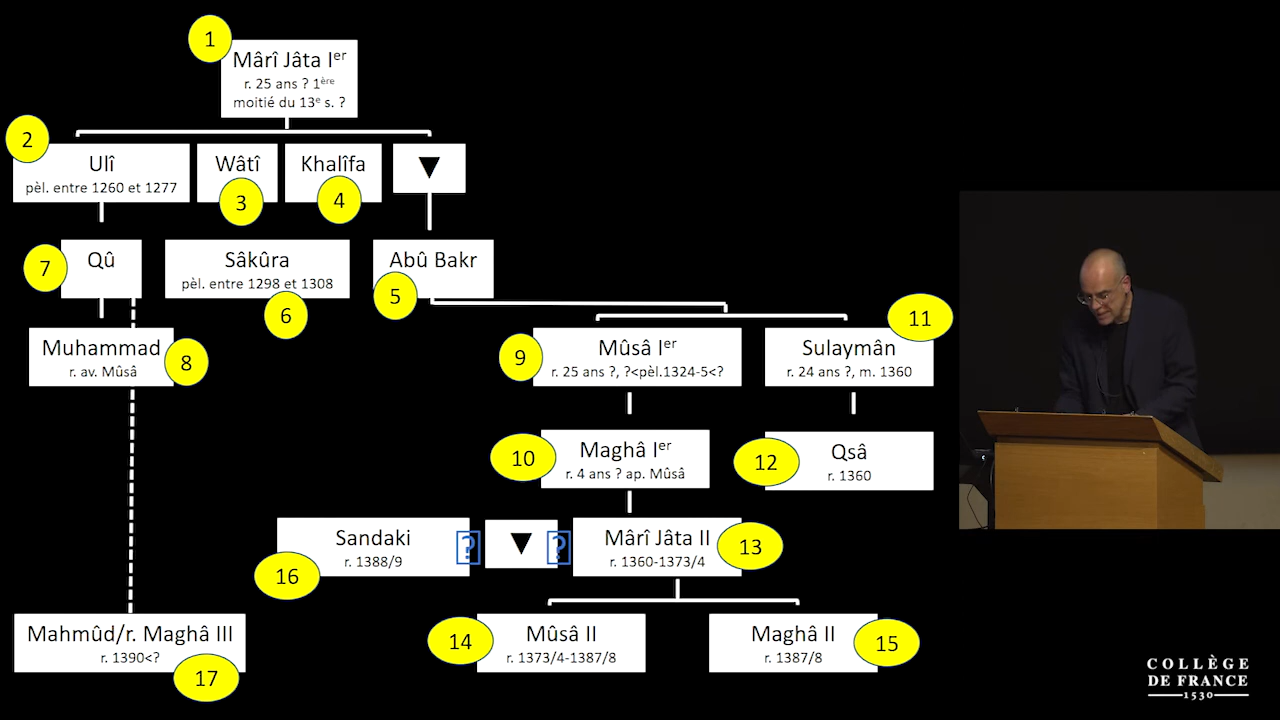 1
Mârî Jâta Iᵉʳ
r. 25 ans ? 1ᵉʳᵉ
moitié du 13ᵉ s. ?
2
Ulî
pèl. entre 1260 et 1277
Wâtî
3
Khalîfa
4
▼
7
Qû
Sâkûra
pèl. entre 1298 et 1308
6
Abû Bakr
5
Muhammad
r. av. Mûsâ
8
9
Mûsâ Iᵉʳ
r. 25 ans ?, ?<pèl.1324-5<?
11
Sulaymân
r. 24 ans ?, m. 1360
10
Maghâ Iᵉʳ
r. 4 ans ? ap. Mûsâ
12
Qsâ
r. 1360
Sandaki
r. 1388/9
16
?
▼
?
Mârî Jâta II
r. 1360-1373/4
13
Mahmûd/r. Maghâ III
r. 1390<?
17
14
Mûsâ II
r. 1373/4-1387/8
Maghâ II
r. 1387/8
15
COLLÈGE
DE FRANCE
1530